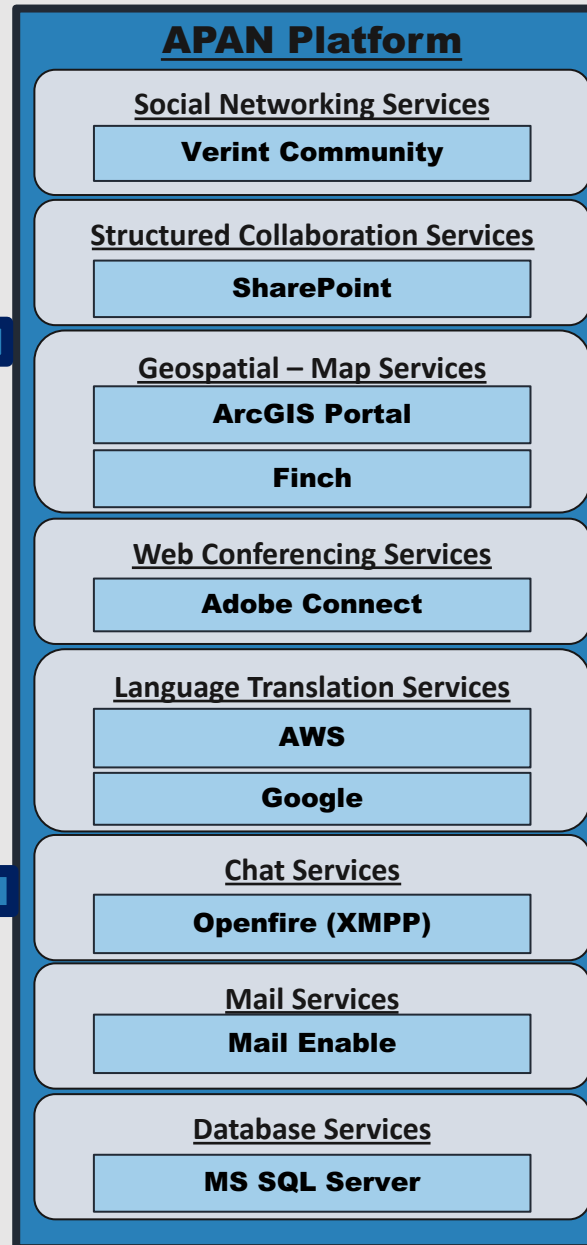 APAN Platform
Social Networking Services
Verint Community
Structured Collaboration Services
SharePoint
Geospatial – Map Services
ArcGIS Portal
Finch
Web Conferencing Services
Adobe Connect
Language Translation Services
AWS
Google
Chat Services
Openfire (XMPP)
Mail Services
Mail Enable
Database Services
MS SQL Server